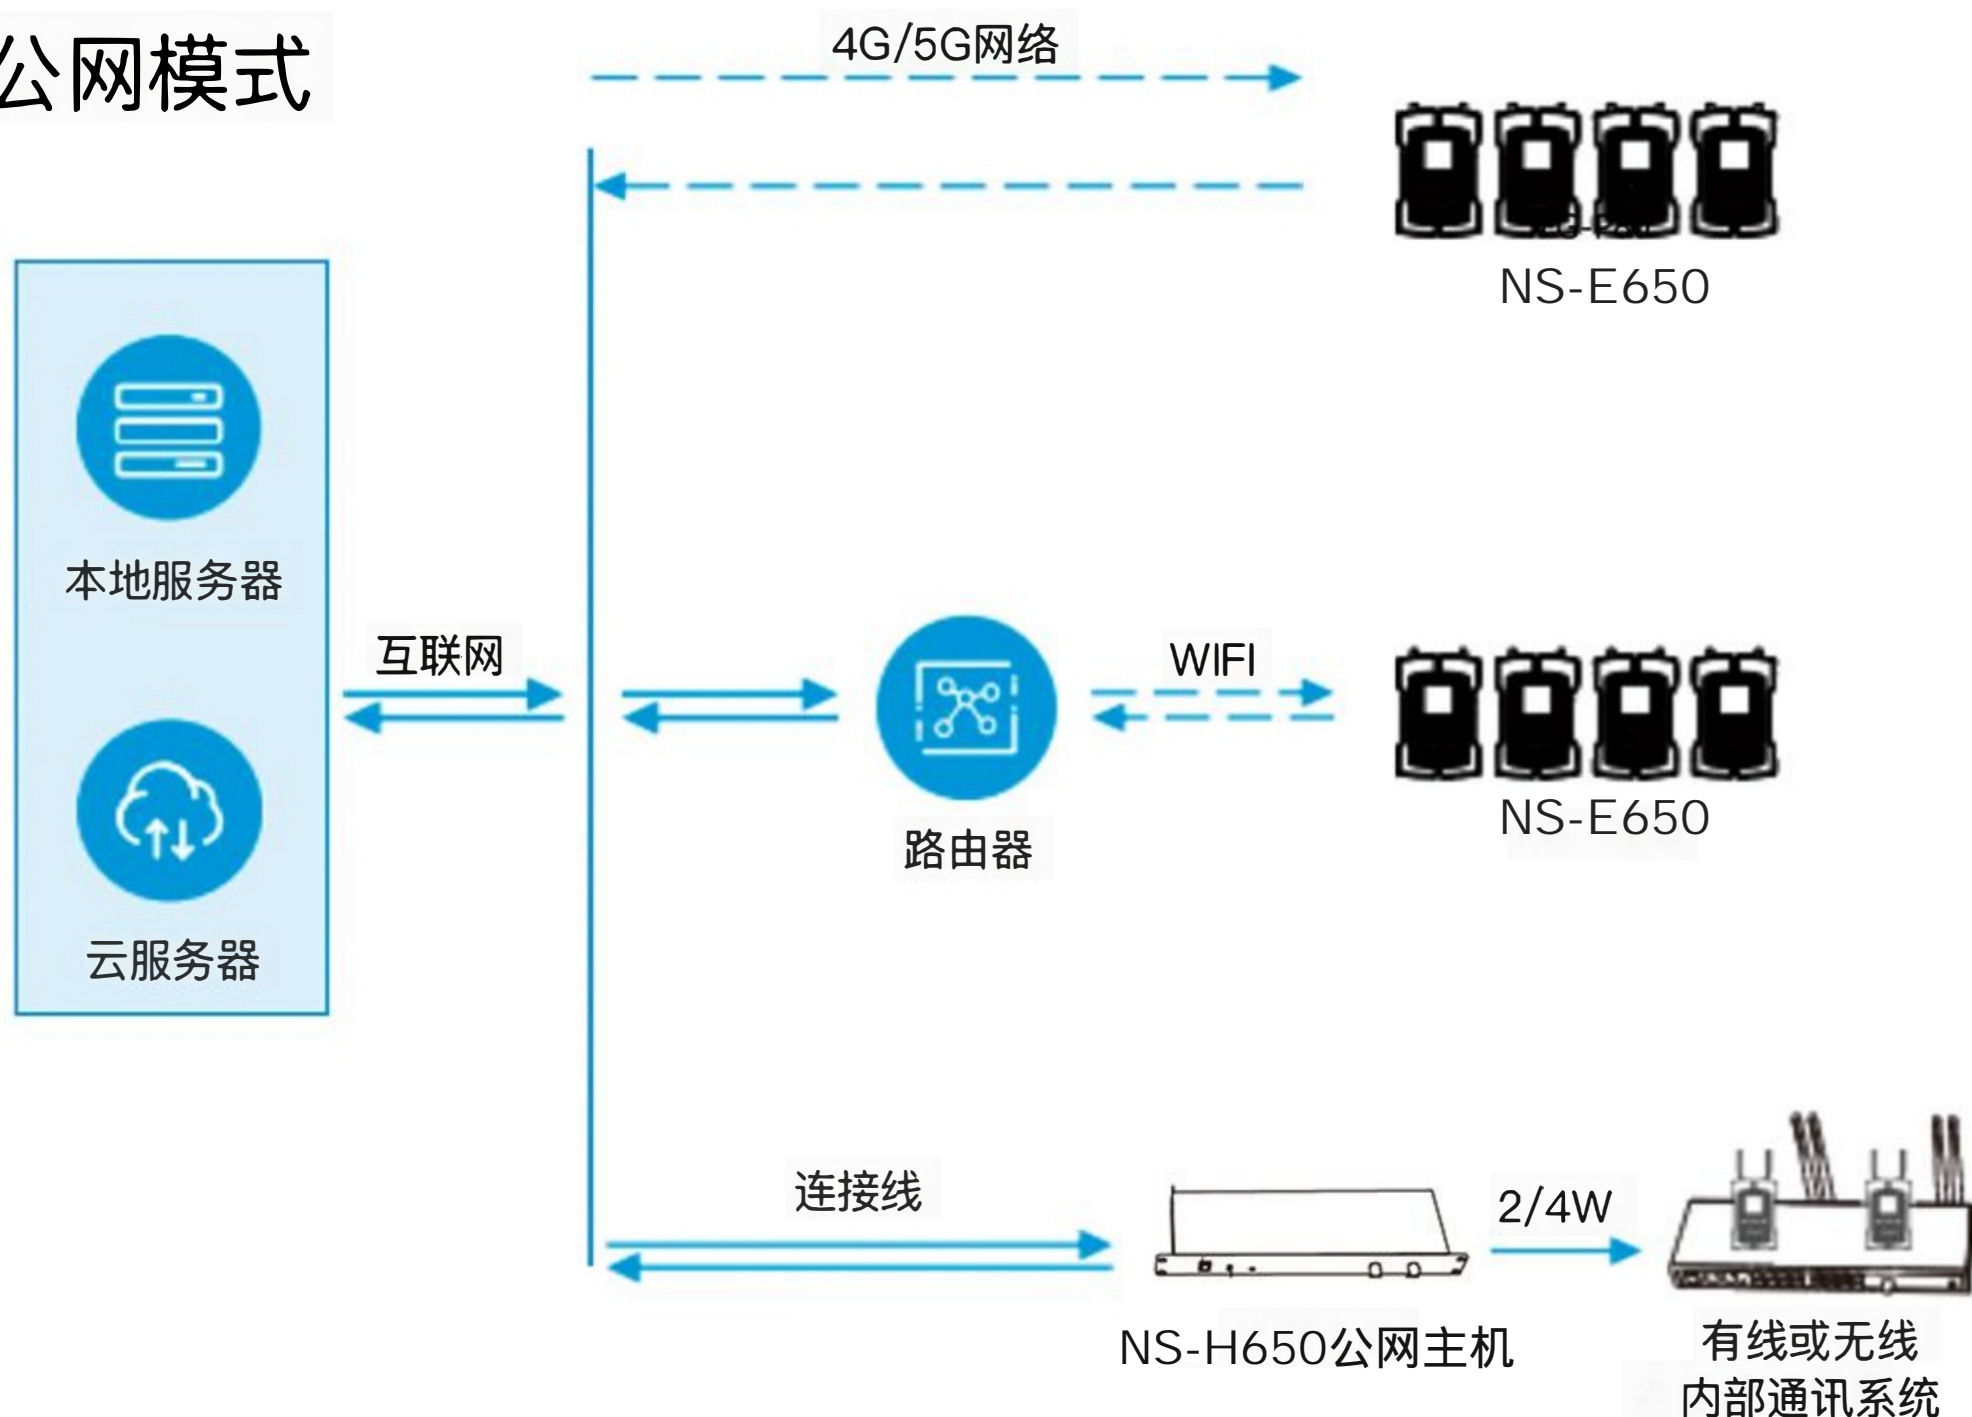 公网模式
4G/5G网络
NS-E650
本地服务器
互联网
WIFI
NS-E650
路由器
云服务器
连接线
2/4W
NS-H650公网主机
有线或无线
内部通讯系统